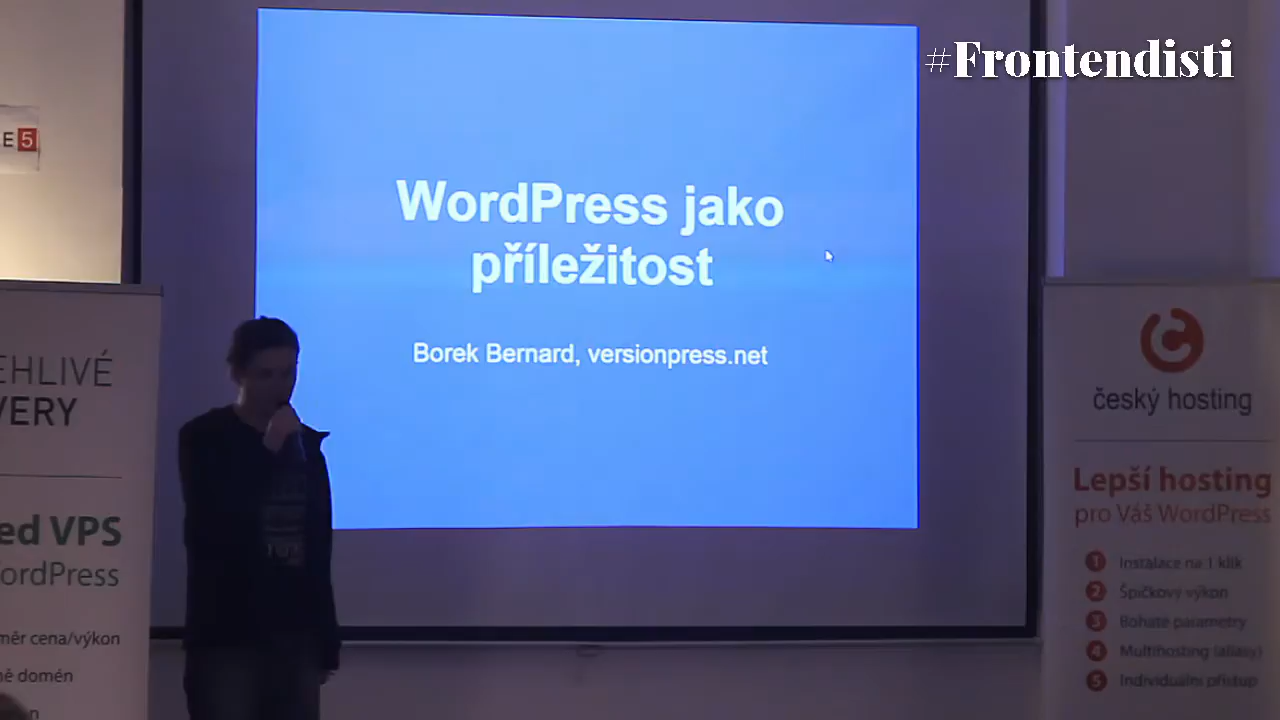 #Frontendisti
E5
WordPress jako
příležitost
Borek Bernard, versionpress.net
EHLIVÉ
VERY
ed VPS
ordPress
měr cena/výkon
ně domén
n
český hosting
Lepší hosting
pro Váš WordPress
1 Instalace na 1 klik
2 Špičkový výkon
3 Bohaté parametry
4 Multihosting (aliasy)
5 Individuální přístup